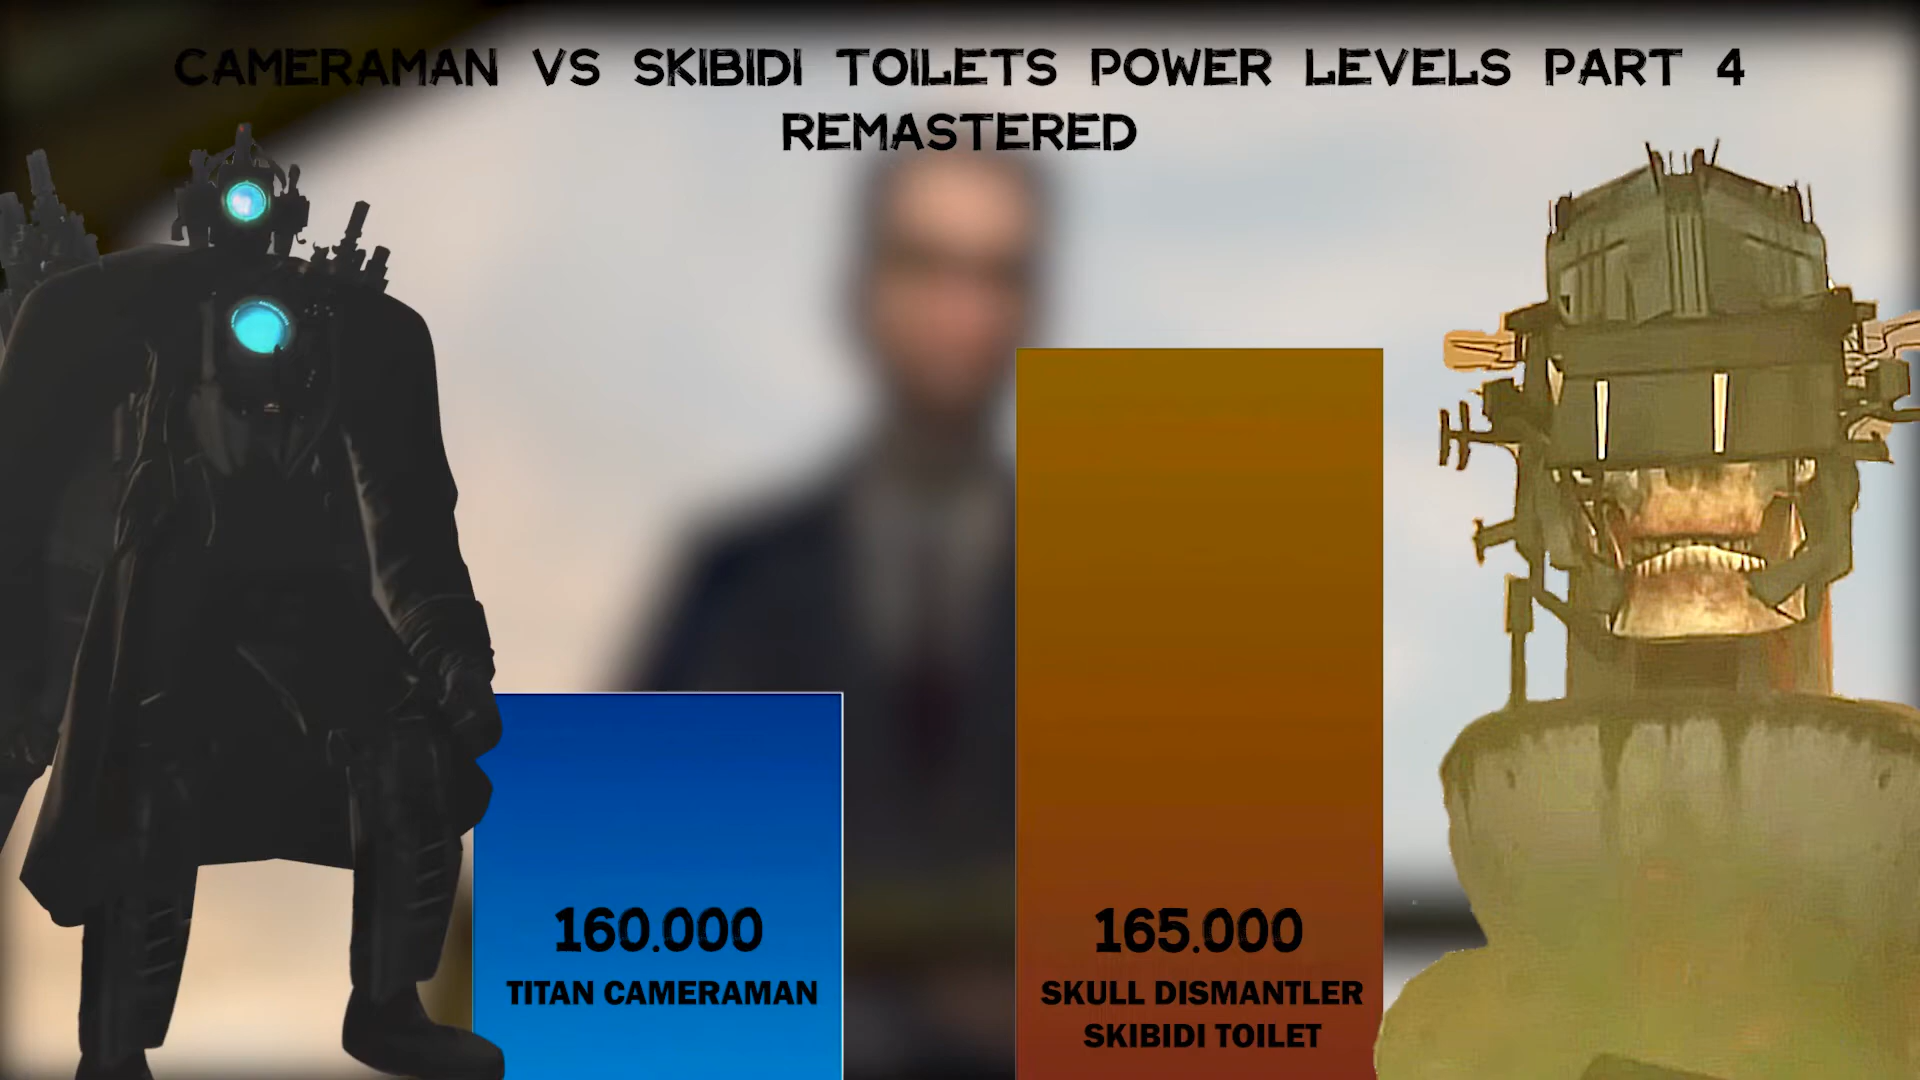 CAMERAMAN VS SKIBIDI TOILETS POWER LEVELS PART 4
REMASTERED
160.000
TITAN CAMERAMAN
165.000
SKULL DISMANTLER
SKIBIDI TOILET